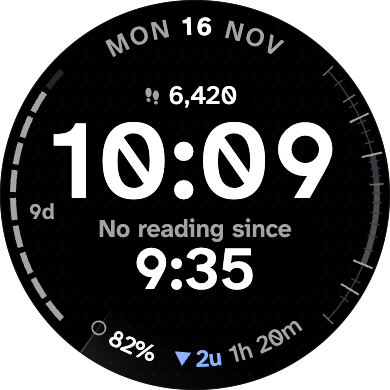 MON 16 NOV
6,420
10:09
9d
No reading since
9:35
82%
▼ 2u 1h 20m